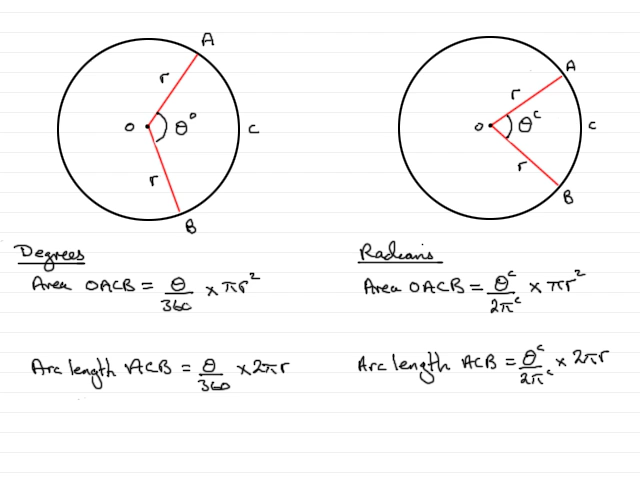 A
r
O
θ°
C
r
B
A
r
O
θᶜ
C
r
B
Degrees
Area OACB = θ/360 × πr²
Arc length ACB = θ/360 × 2πr
Radians
Area OACB = θᶜ/2πᶜ × πr²
Arc length ACB = θᶜ/2πᶜ × 2πr